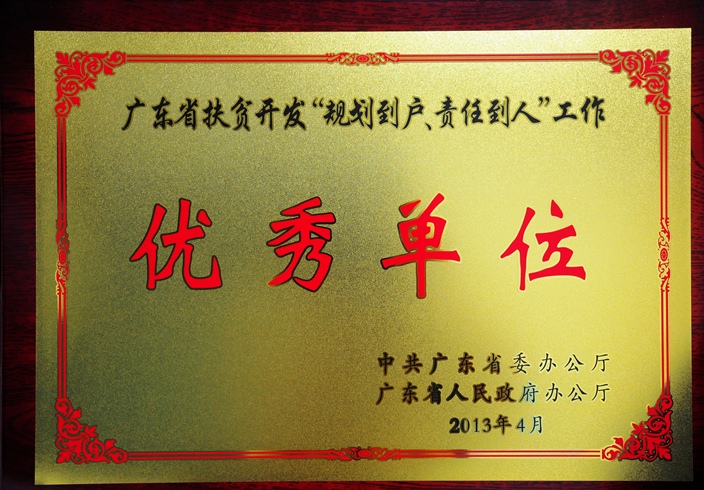 广东省扶贫开发“规划到户、责任到人”工作
优秀单位
中共广东省委办公厅
广东省人民政府办公厅
2013年4月